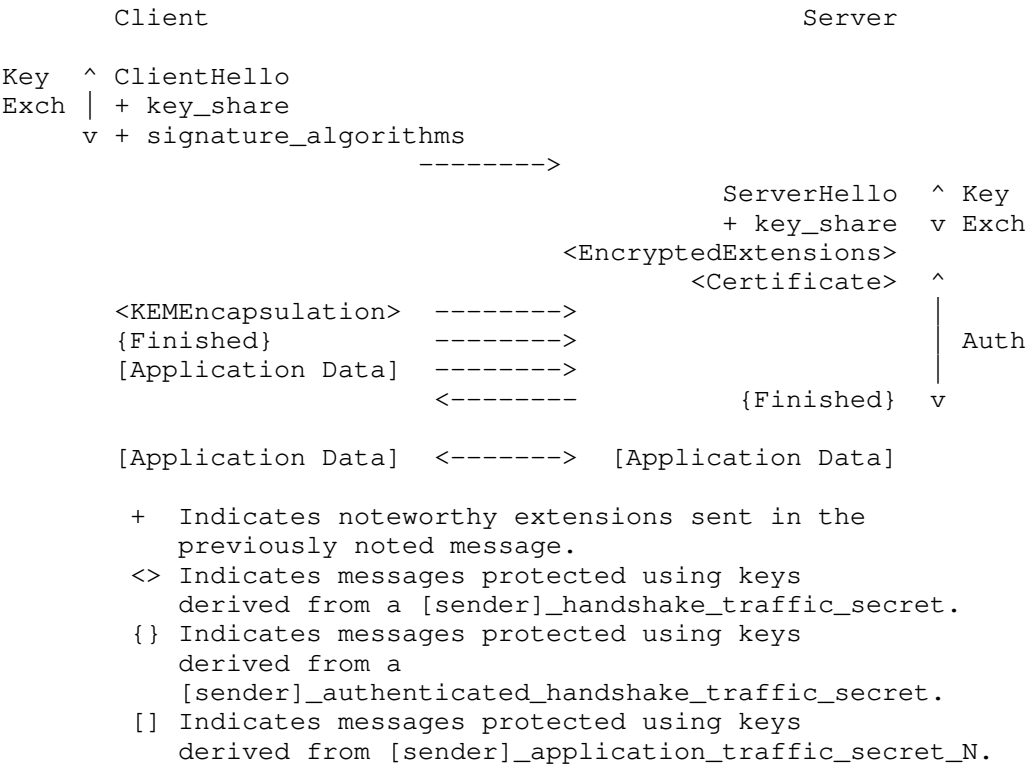 Client                                      Server

Key  ^ ClientHello
Exch | + key_share
     v + signature_algorithms
                          -------->
                                             ServerHello  ^ Key
                                             + key_share  v Exch
                                   <EncryptedExtensions>
                                           <Certificate>  ^
       <KEMEncapsulation>  -------->                      |
       {Finished}          -------->                      | Auth
       [Application Data]  -------->                      |
                           <--------          {Finished}  v

       [Application Data]  <------->  [Application Data]

        +  Indicates noteworthy extensions sent in the
           previously noted message.
        <> Indicates messages protected using keys
           derived from a [sender]_handshake_traffic_secret.
        {} Indicates messages protected using keys
           derived from a
           [sender]_authenticated_handshake_traffic_secret.
        [] Indicates messages protected using keys
           derived from [sender]_application_traffic_secret_N.